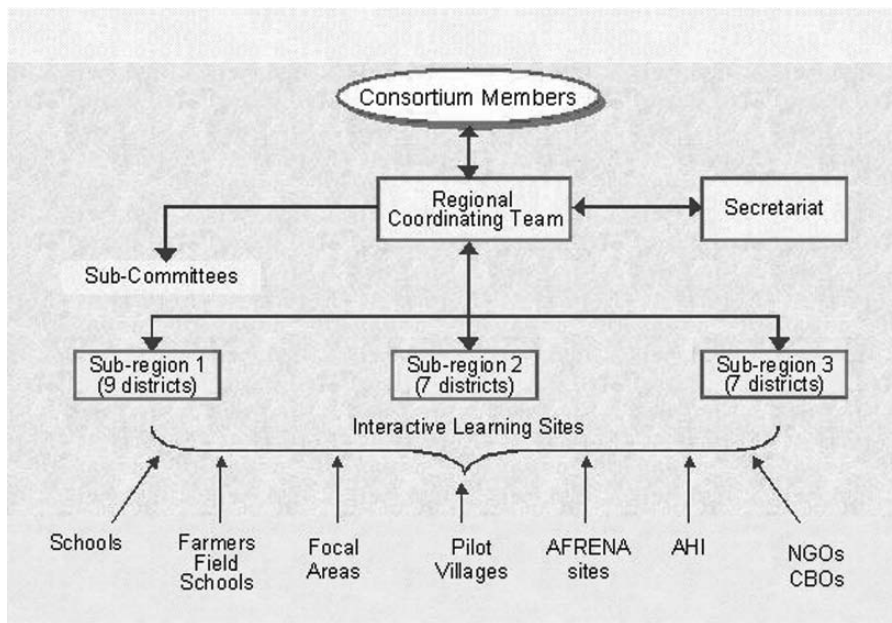 Consortium Members
Regional
Coordinating Team
Secretariat
Sub-Committees
Sub-region 1
(9 districts)
Sub-region 2
(7 districts)
Sub-region 3
(7 districts)
Interactive Learning Sites
Schools
Farmers
Field
Schools
Focal
Areas
Pilot
Villages
AFRENA
sites
AHI
NGOs
CBOs